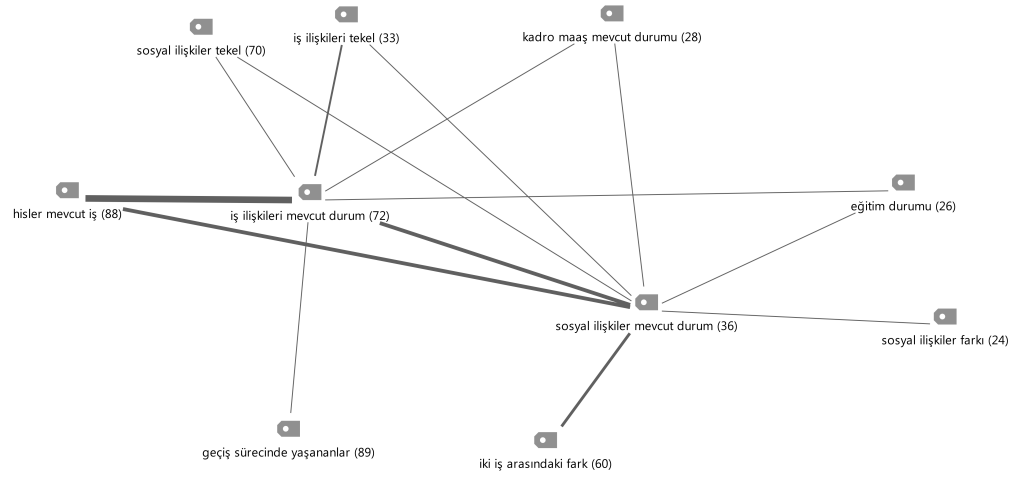 iş ilişkileri tekel (33)
kadro maaş mevcut durumu (28)
sosyal ilişkiler tekel (70)
hisler mevcut iş (88)
iş ilişkileri mevcut durum (72)
eğitim durumu (26)
sosyal ilişkiler mevcut durum (36)
sosyal ilişkiler farkı (24)
geçiş sürecinde yaşananlar (89)
iki iş arasındaki fark (60)